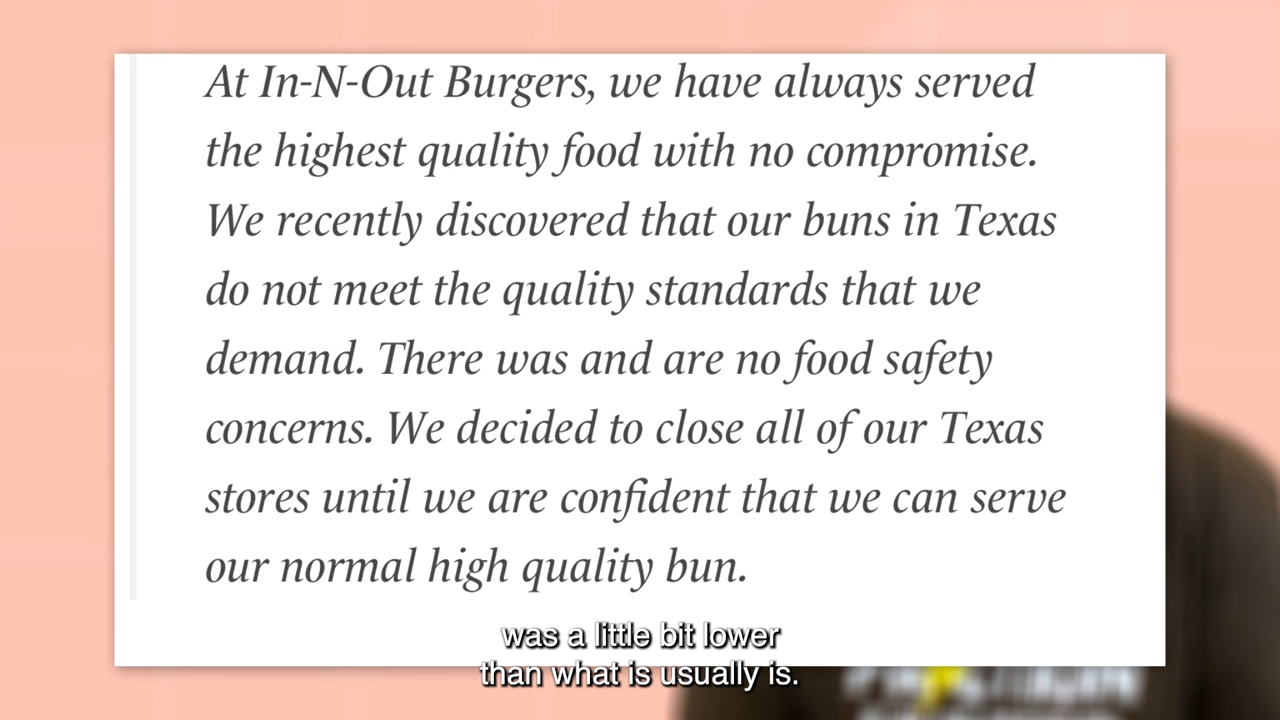 At In-N-Out Burgers, we have always served
the highest quality food with no compromise.
We recently discovered that our buns in Texas
do not meet the quality standards that we
demand. There was and are no food safety
concerns. We decided to close all of our Texas
stores until we are confident that we can serve
our normal high quality bun.
was a little bit lower
than what is usually is.